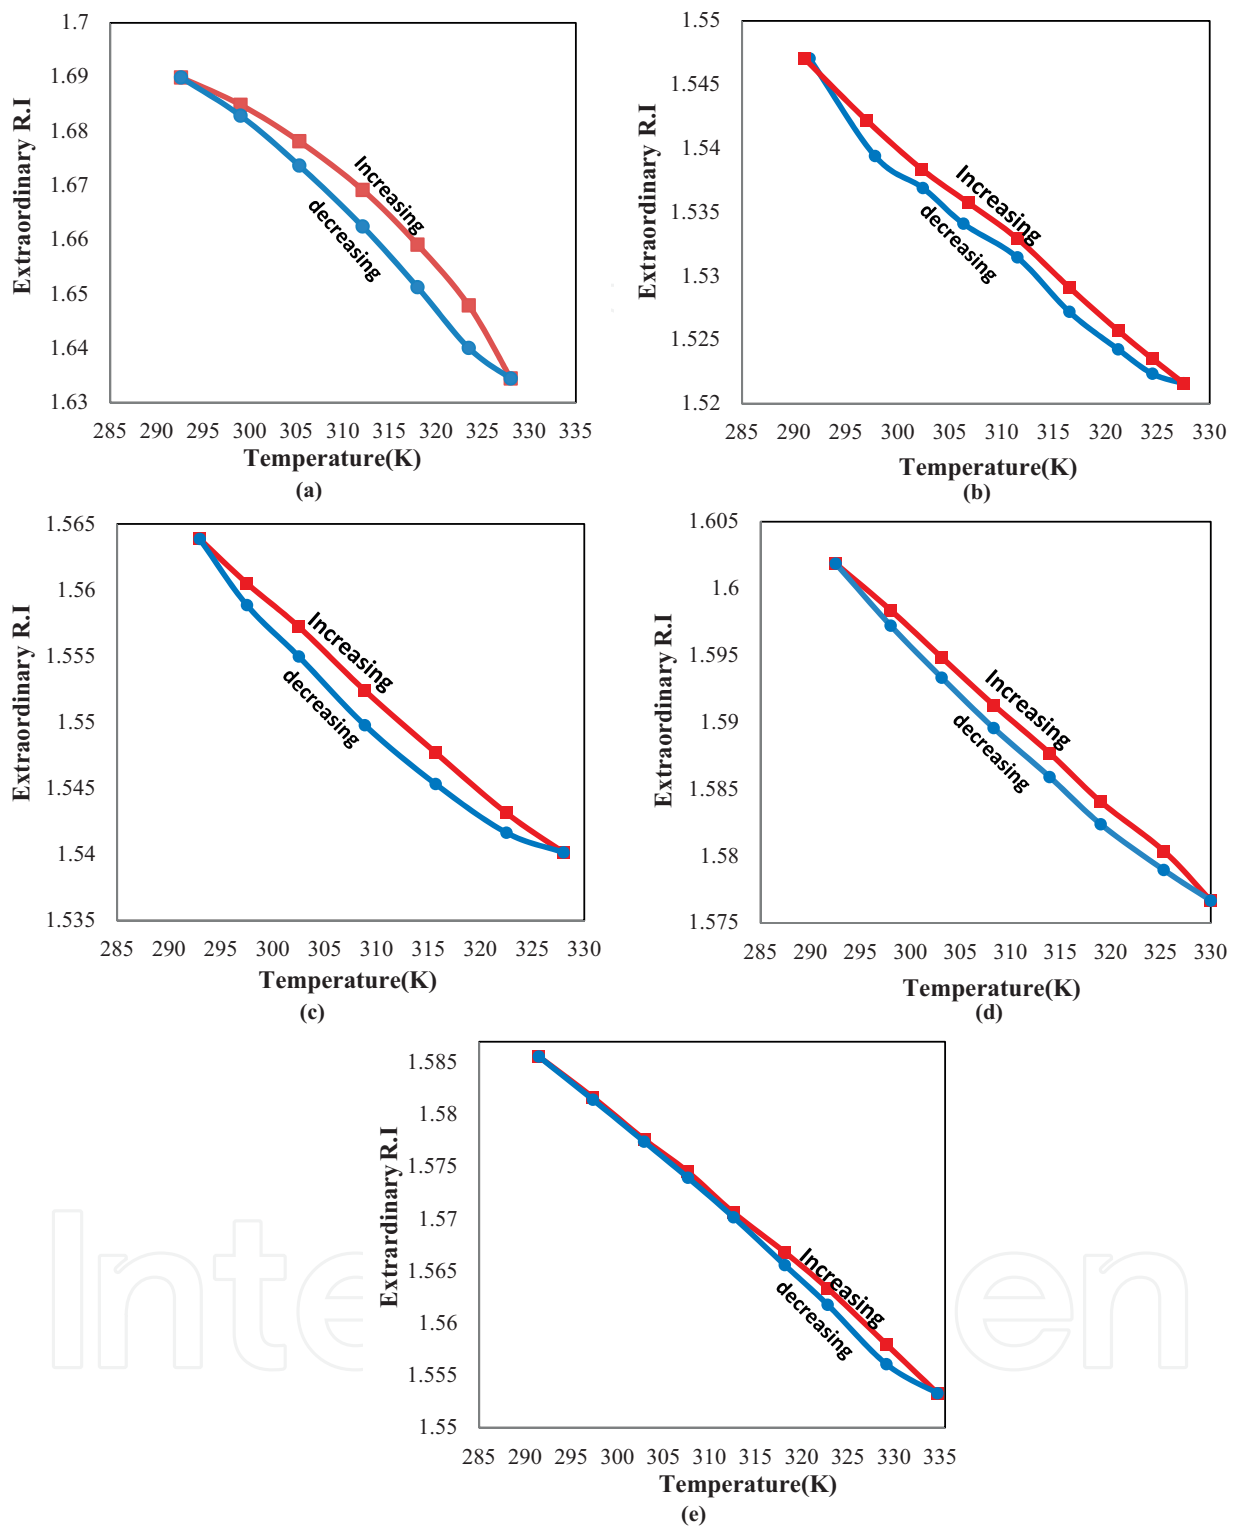 1.7
1.69
1.68
1.67
1.66
1.65
1.64
1.63
Extraordinary R.I
Increasing
decreasing
285 290 295 300 305 310 315 320 325 330 335
Temperature(K)
(a)
1.55
1.545
1.54
1.535
1.53
1.525
1.52
Extraordinary R.I
Increasing
decreasing
285 290 295 300 305 310 315 320 325 330
Temperature(K)
(b)
1.565
1.56
1.555
1.55
1.545
1.54
1.535
Extraordinary R.I
Increasing
decreasing
285 290 295 300 305 310 315 320 325 330
Temperature(K)
(c)
1.605
1.6
1.595
1.59
1.585
1.58
1.575
Extraordinary R.I
Increasing
decreasing
285 290 295 300 305 310 315 320 325 330
Temperature(K)
(d)
1.585
1.58
1.575
1.57
1.565
1.56
1.555
1.55
Extrardinary R.I
Increasing
decreasing
285 290 295 300 305 310 315 320 325 330 335
Temperature(K)
(e)
Inte en